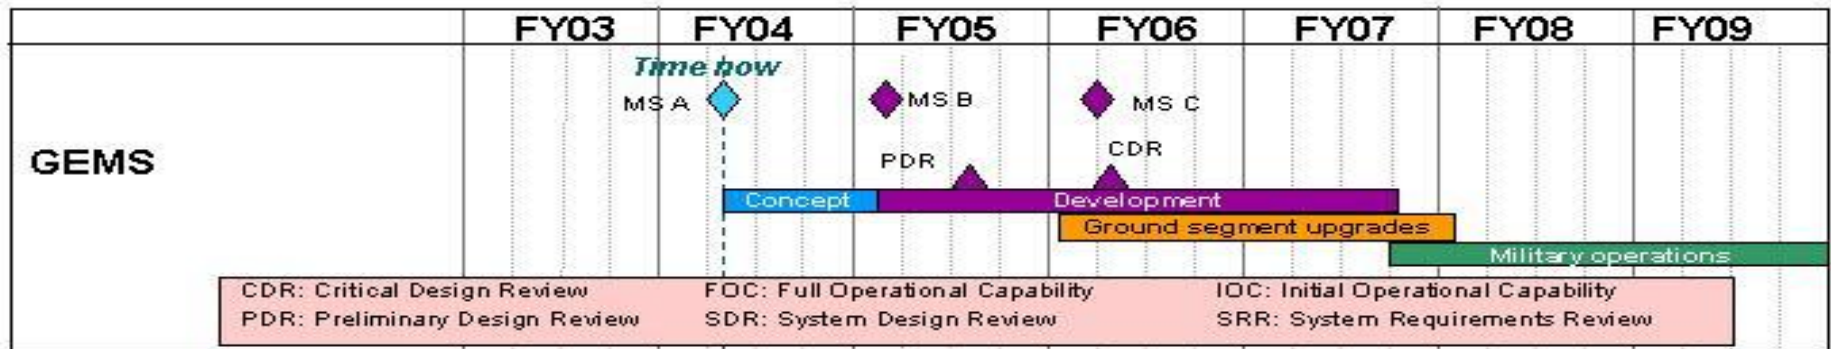 FY03 FY04 FY05 FY06 FY07 FY08 FY09
Time now
MS A MS B MS C
GEMS
PDR CDR
Concept Development
Ground segment upgrades
Military operations
CDR: Critical Design Review FOC: Full Operational Capability IOC: Initial Operational Capability
PDR: Preliminary Design Review SDR: System Design Review SRR: System Requirements Review